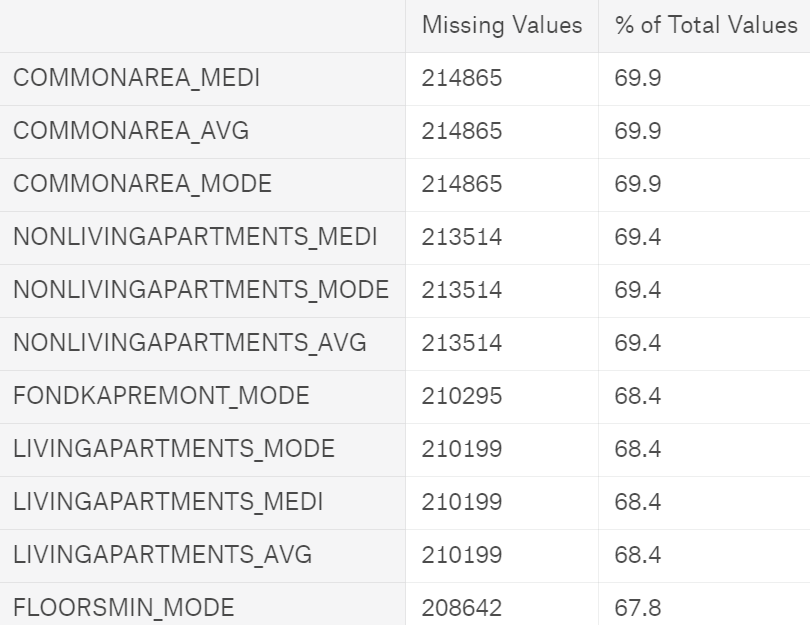 Missing Values % of Total Values
COMMONAREA_MEDI 214865 69.9
COMMONAREA_AVG 214865 69.9
COMMONAREA_MODE 214865 69.9
NONLIVINGAPARTMENTS_MEDI 213514 69.4
NONLIVINGAPARTMENTS_MODE 213514 69.4
NONLIVINGAPARTMENTS_AVG 213514 69.4
FONDKAPREMONT_MODE 210295 68.4
LIVINGAPARTMENTS_MODE 210199 68.4
LIVINGAPARTMENTS_MEDI 210199 68.4
LIVINGAPARTMENTS_AVG 210199 68.4
FLOORSMIN_MODE 208642 67.8